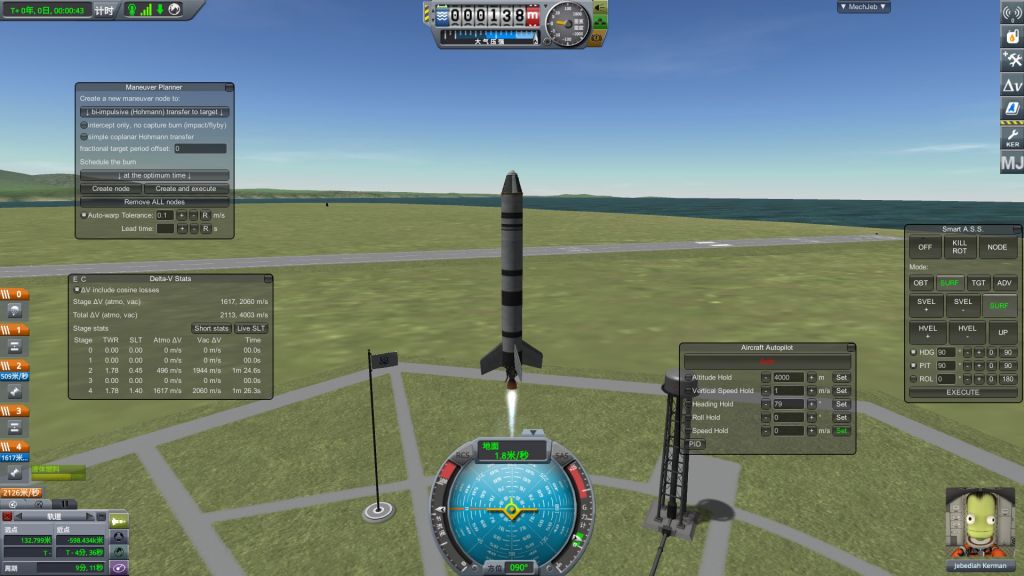 T+ 0年, 0日, 00:00:43
计时
000138 m
大气压强
▼ MechJeb ▼
Maneuver Planner
Create a new maneuver node to:
↓ bi-impulsive (Hohmann) transfer to target ↓
intercept only, no capture burn (impact/flyby)
simple coplanar Hohmann transfer
fractional target period offset: 0
Schedule the burn
↓ at the optimum time ↓
Create node Create and execute
Remove ALL nodes
Auto-warp Tolerance: 0.1 + - R m/s
Lead time: + - R s
E C Delta-V Stats
ΔV include cosine losses
Stage ΔV (atmo, vac) 1617, 2060 m/s
Total ΔV (atmo, vac) 2113, 4003 m/s
Stage stats Short stats Live SLT
Stage TWR SLT Atmo ΔV Vac ΔV Time
0 0.00 0.00 0 m/s 0 m/s 00.0s
1 0.00 0.00 0 m/s 0 m/s 00.0s
2 1.78 0.45 496 m/s 1944 m/s 1m 24.6s
3 0.00 0.00 0 m/s 0 m/s 00.0s
4 1.78 1.40 1617 m/s 2060 m/s 1m 26.3s
0
1
2
509米/秒
3
4
1617米...
液体燃料
2126米/秒
轨道
远点 近点
132.799米 -598.434k米
T - T - 4分, 36秒
周期 9分, 11秒
Δv
KER
MJ
Smart A.S.S.
OFF KILL ROT NODE
Mode:
OBT SURF TGT ADV
SVEL + SVEL - SURF
HVEL + HVEL - UP
HDG 90 ° - + 0 .90
PIT 90 ° - + 0 .90
ROL 0 ° - + 0 180
EXECUTE
Aircraft Autopilot
Auto
Altitude Hold - 4000 + m Set
Vertical Speed Hold - 1 + m/s Set
Heading Hold - 79 + ° Set
Roll Hold - 0 + ° Set
Speed Hold - 0 + m/s Set
PID
地面
1.8米/秒
RCS SAS
方位 090°
Jebediah Kerman